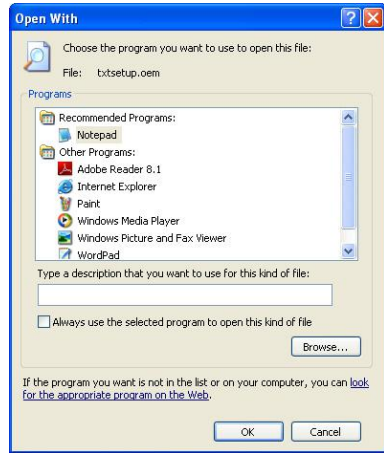 Open With
Choose the program you want to use to open this file:
File: txtsetup.oem
Programs
Recommended Programs:
Notepad
Other Programs:
Adobe Reader 8.1
Internet Explorer
Paint
Windows Media Player
Windows Picture and Fax Viewer
WordPad
Type a description that you want to use for this kind of file:
Always use the selected program to open this kind of file
Browse...
If the program you want is not in the list or on your computer, you can look
for the appropriate program on the Web.
OK
Cancel